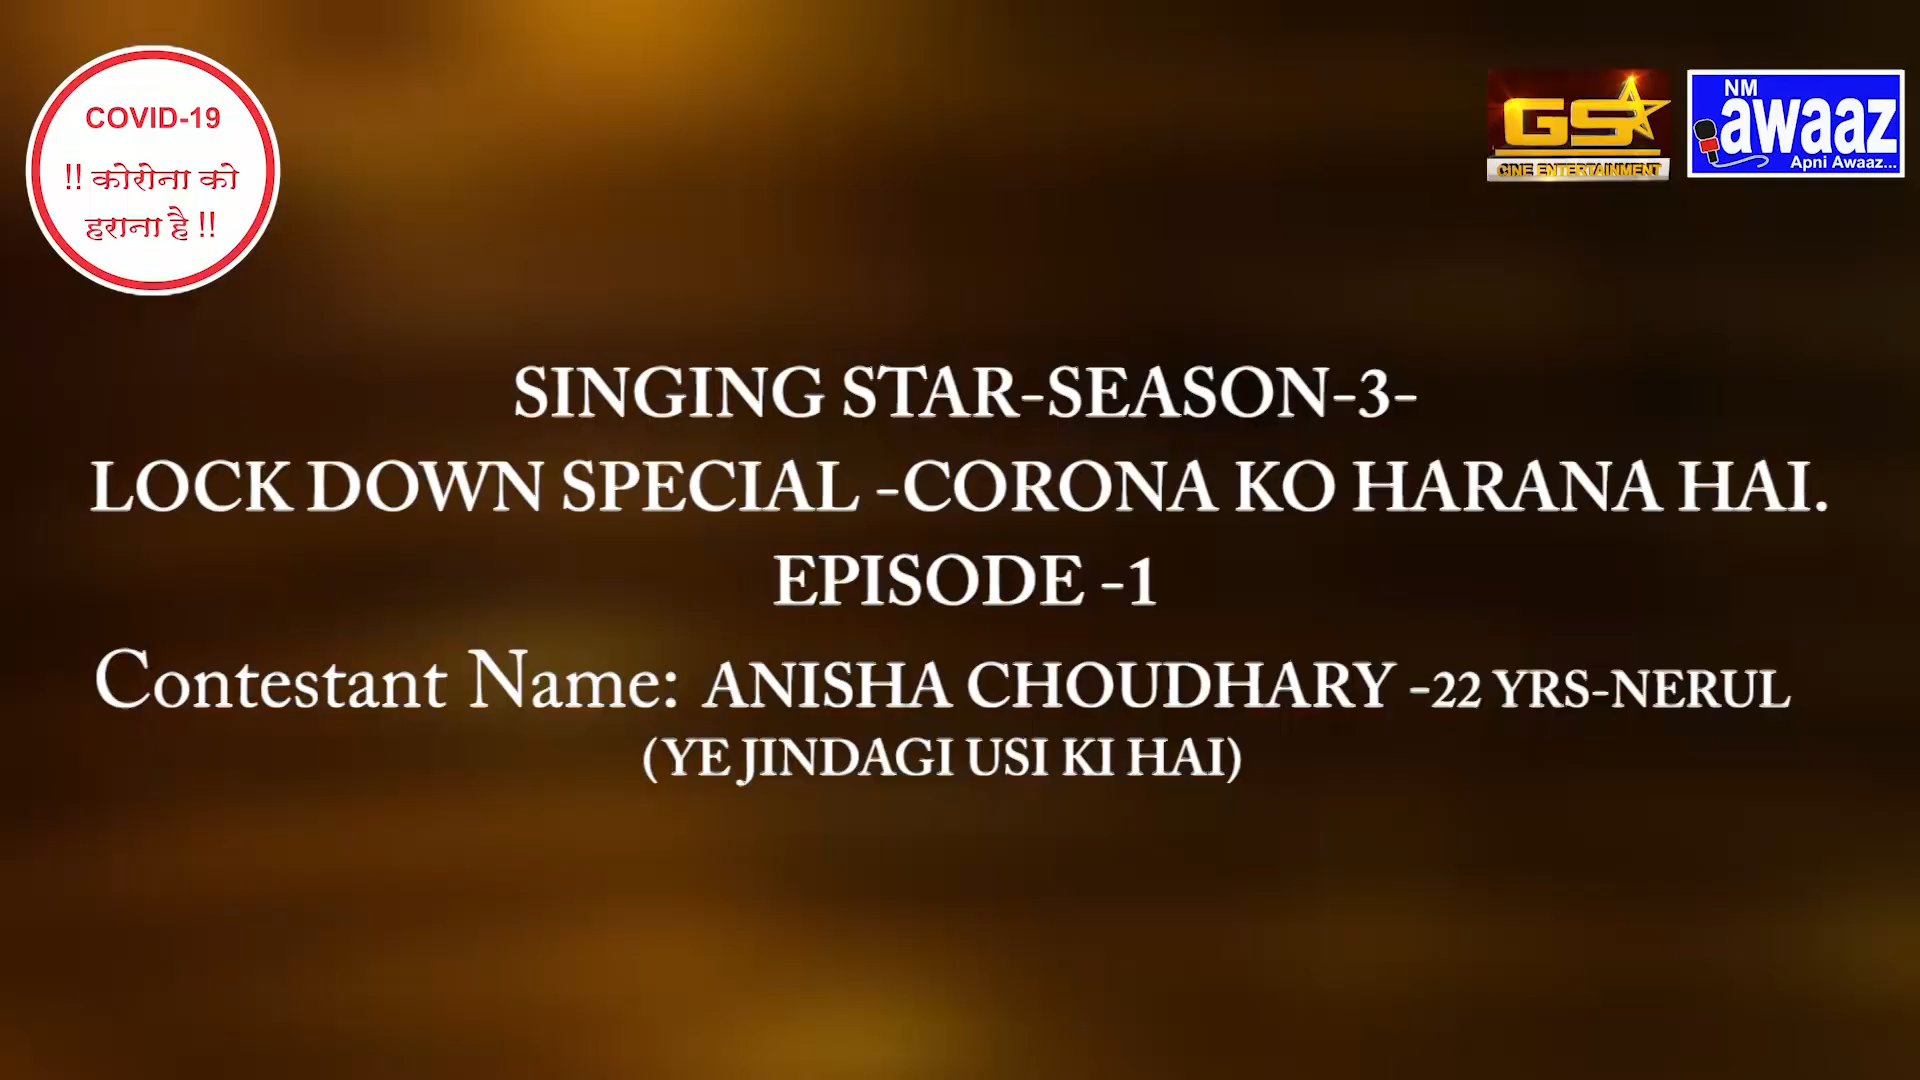 COVID-19
!! कोरोना को
हराना है !!
GS
CINE ENTERTAINMENT
NM
awaaz
Apni Awaaz...
SINGING STAR-SEASON-3-
LOCK DOWN SPECIAL -CORONA KO HARANA HAI.
EPISODE -1
Contestant Name: ANISHA CHOUDHARY -22 YRS-NERUL
(YE JINDAGI USI KI HAI)